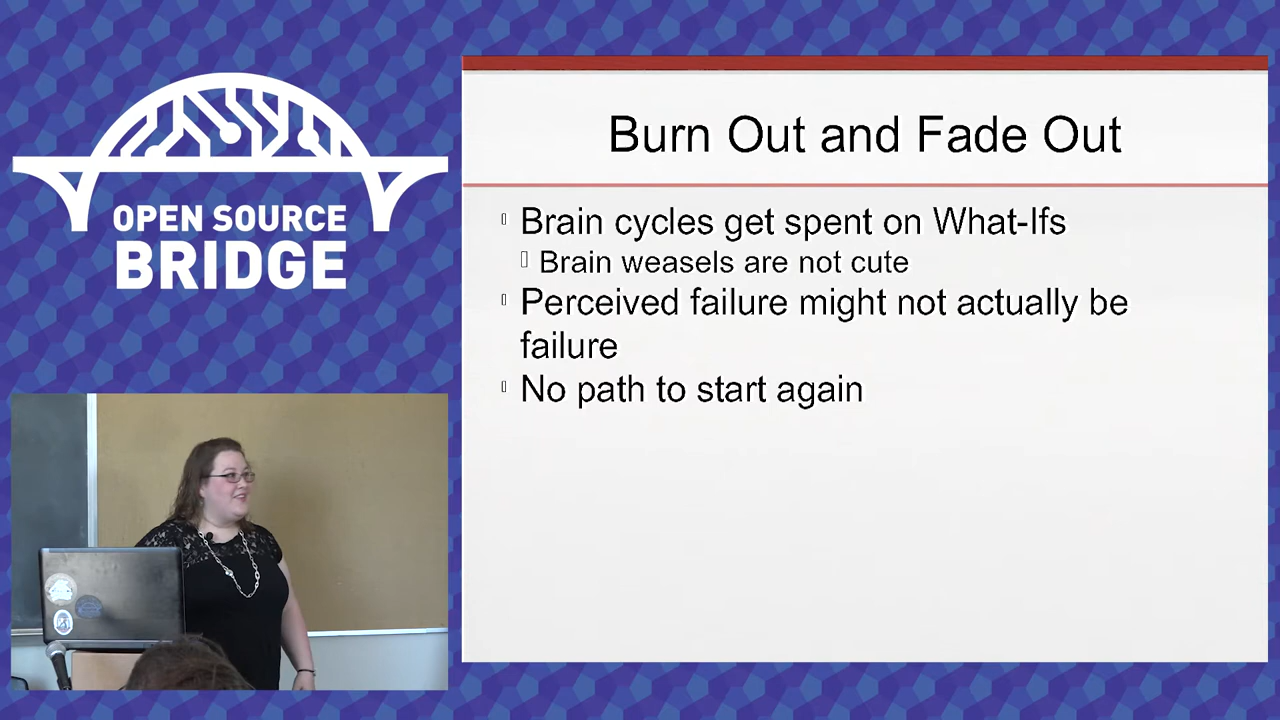 OPEN SOURCE
BRIDGE
Burn Out and Fade Out
Brain cycles get spent on What-Ifs
Brain weasels are not cute
Perceived failure might not actually be
failure
No path to start again